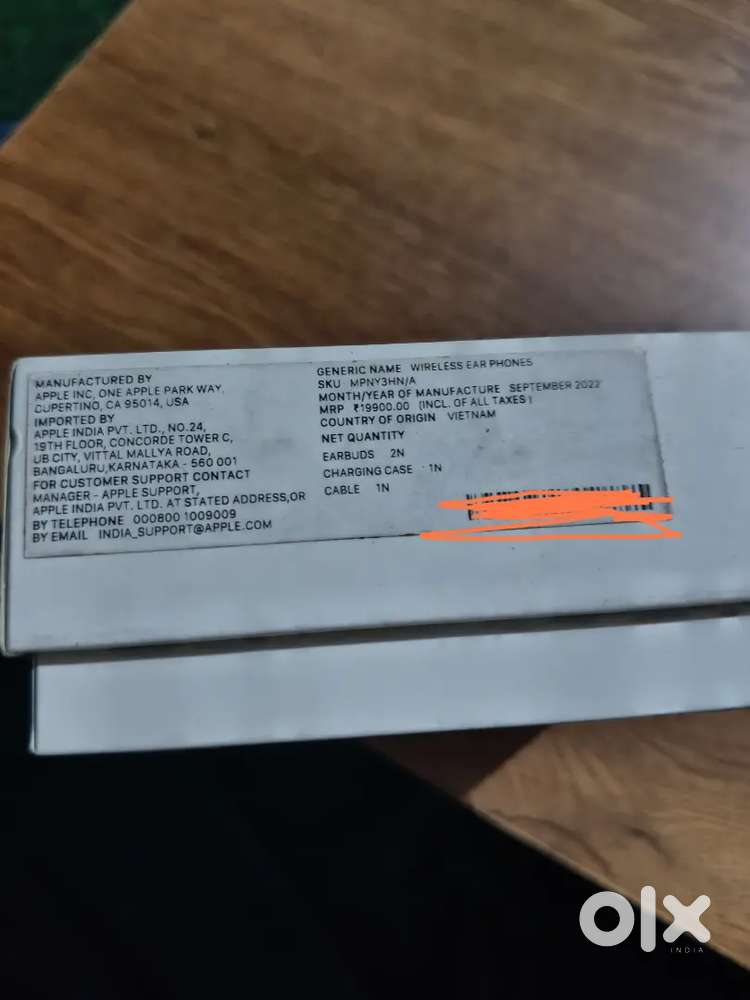 MANUFACTURED BY
APPLE INC, ONE APPLE PARK WAY,
CUPERTINO, CA 95014, USA
IMPORTED BY
APPLE INDIA PVT. LTD., NO.24,
19TH FLOOR, CONCORDE TOWER C,
UB CITY, VITTAL MALLYA ROAD,
BANGALURU,KARNATAKA - 560 001
FOR CUSTOMER SUPPORT CONTACT
MANAGER - APPLE SUPPORT,
APPLE INDIA PVT. LTD. AT STATED ADDRESS,OR
BY TELEPHONE 000800 1009009
BY EMAIL INDIA_SUPPORT@APPLE.COM
GENERIC NAME WIRELESS EAR PHONES
SKU MPNY3HN/A
MONTH/YEAR OF MANUFACTURE SEPTEMBER 2022
MRP ₹19900.00 (INCL. OF ALL TAXES)
COUNTRY OF ORIGIN VIETNAM
NET QUANTITY
EARBUDS 2N
CHARGING CASE 1N
CABLE 1N
olx
INDIA